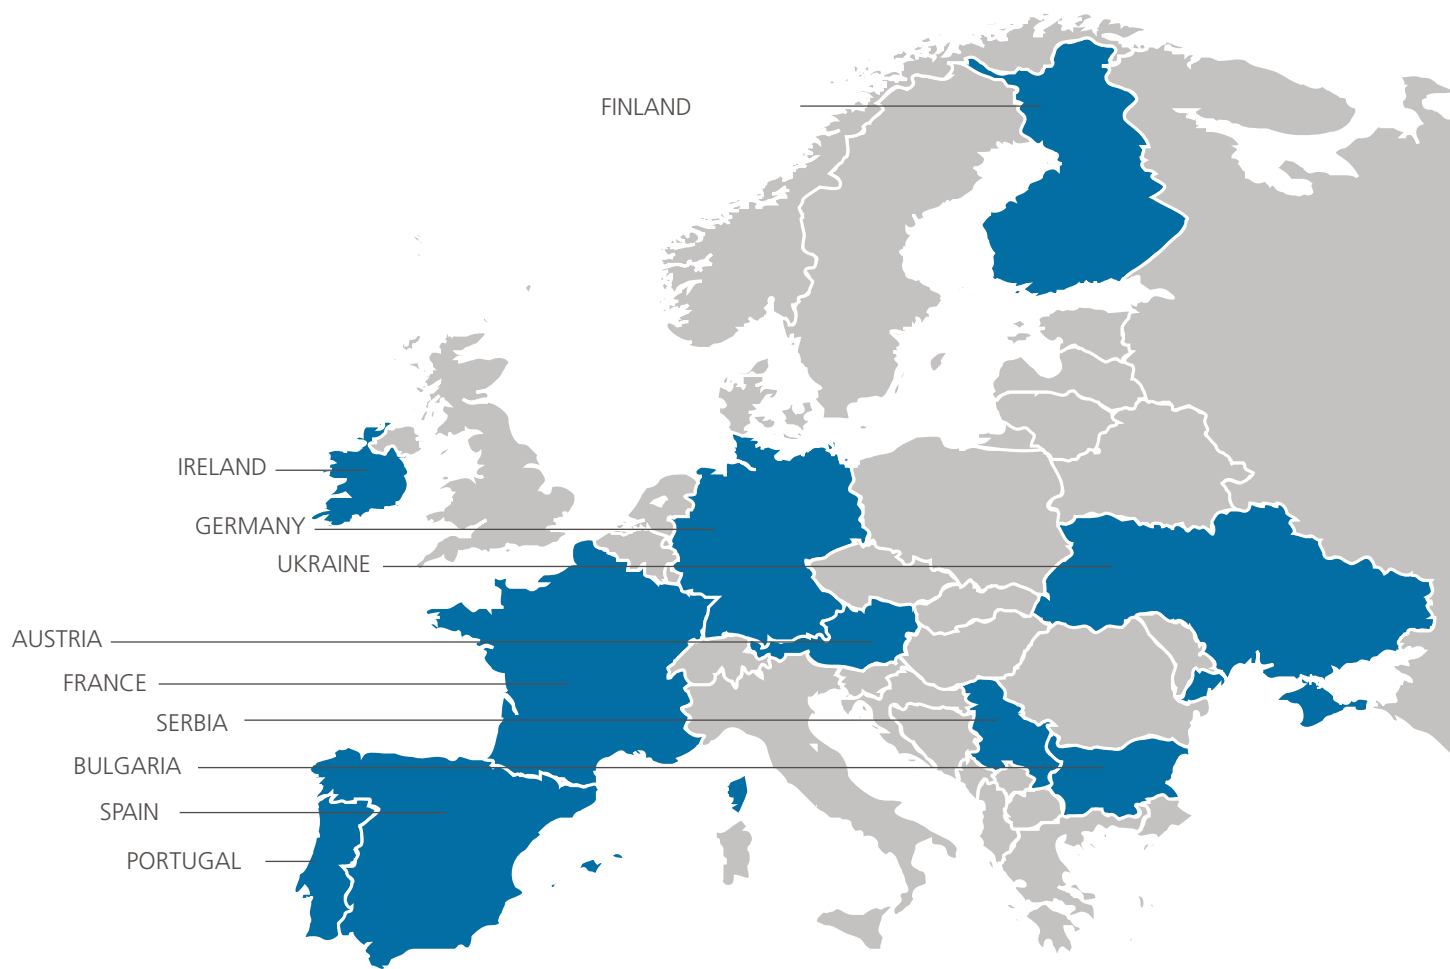 FINLAND
IRELAND
GERMANY
UKRAINE
AUSTRIA
FRANCE
SERBIA
BULGARIA
SPAIN
PORTUGAL